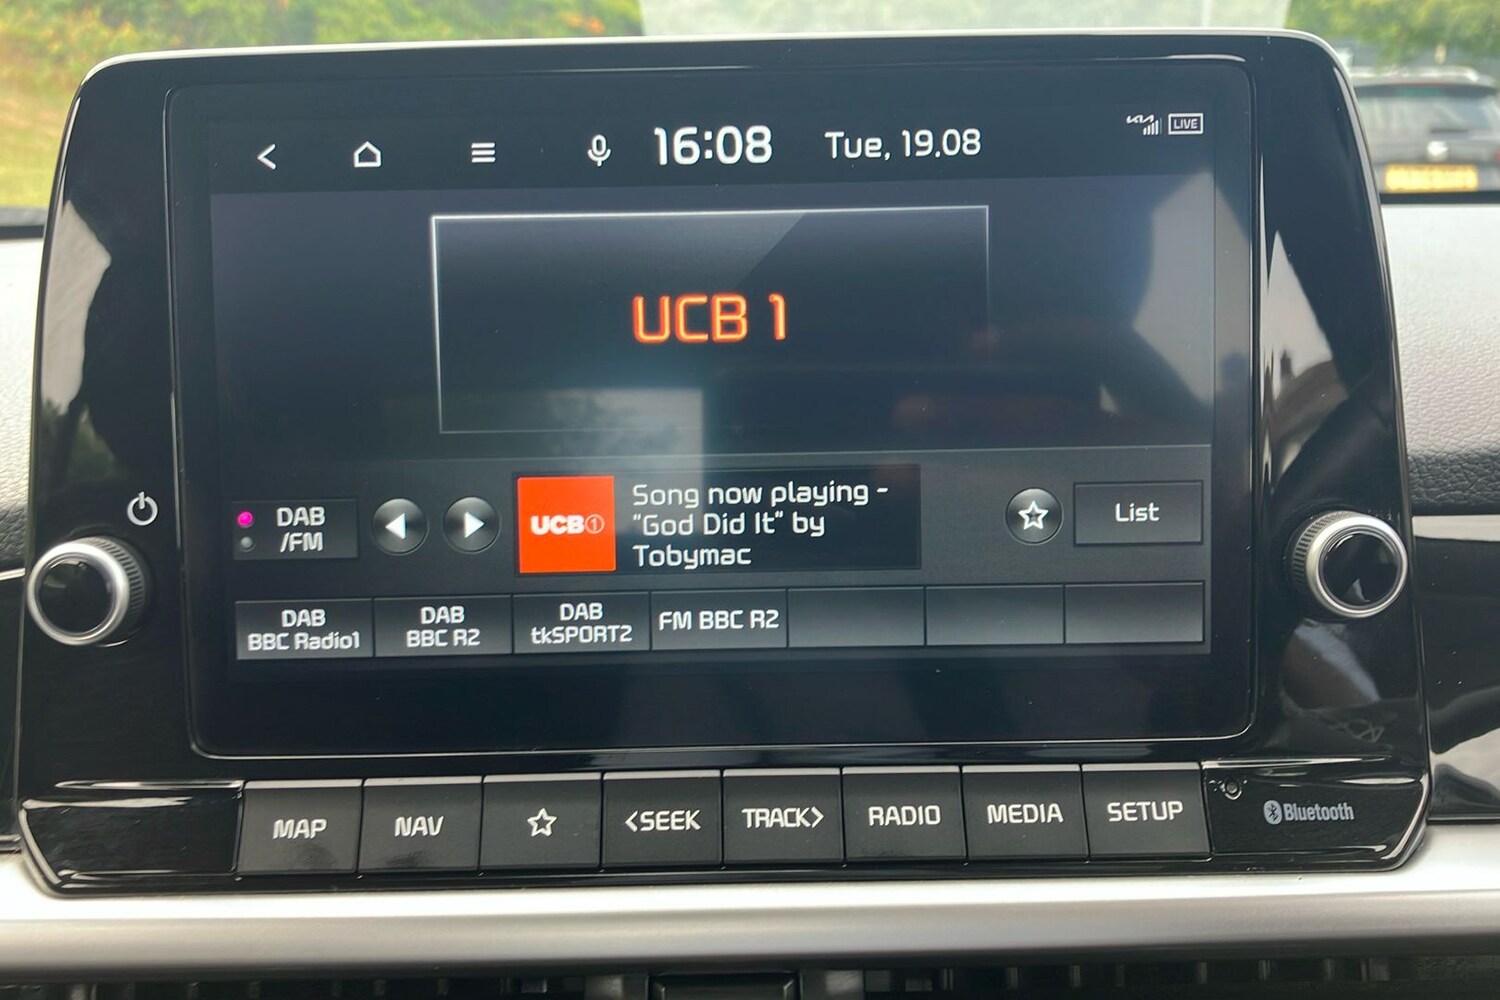 16:08 Tue, 19.08 KIA LIVE
UCB 1
DAB
/FM
UCB1
Song now playing -
"God Did It" by
Tobymac
List
DAB
BBC Radio1
DAB
BBC R2
DAB
tkSPORT2
FM BBC R2
MAP NAV <SEEK TRACK> RADIO MEDIA SETUP
Bluetooth